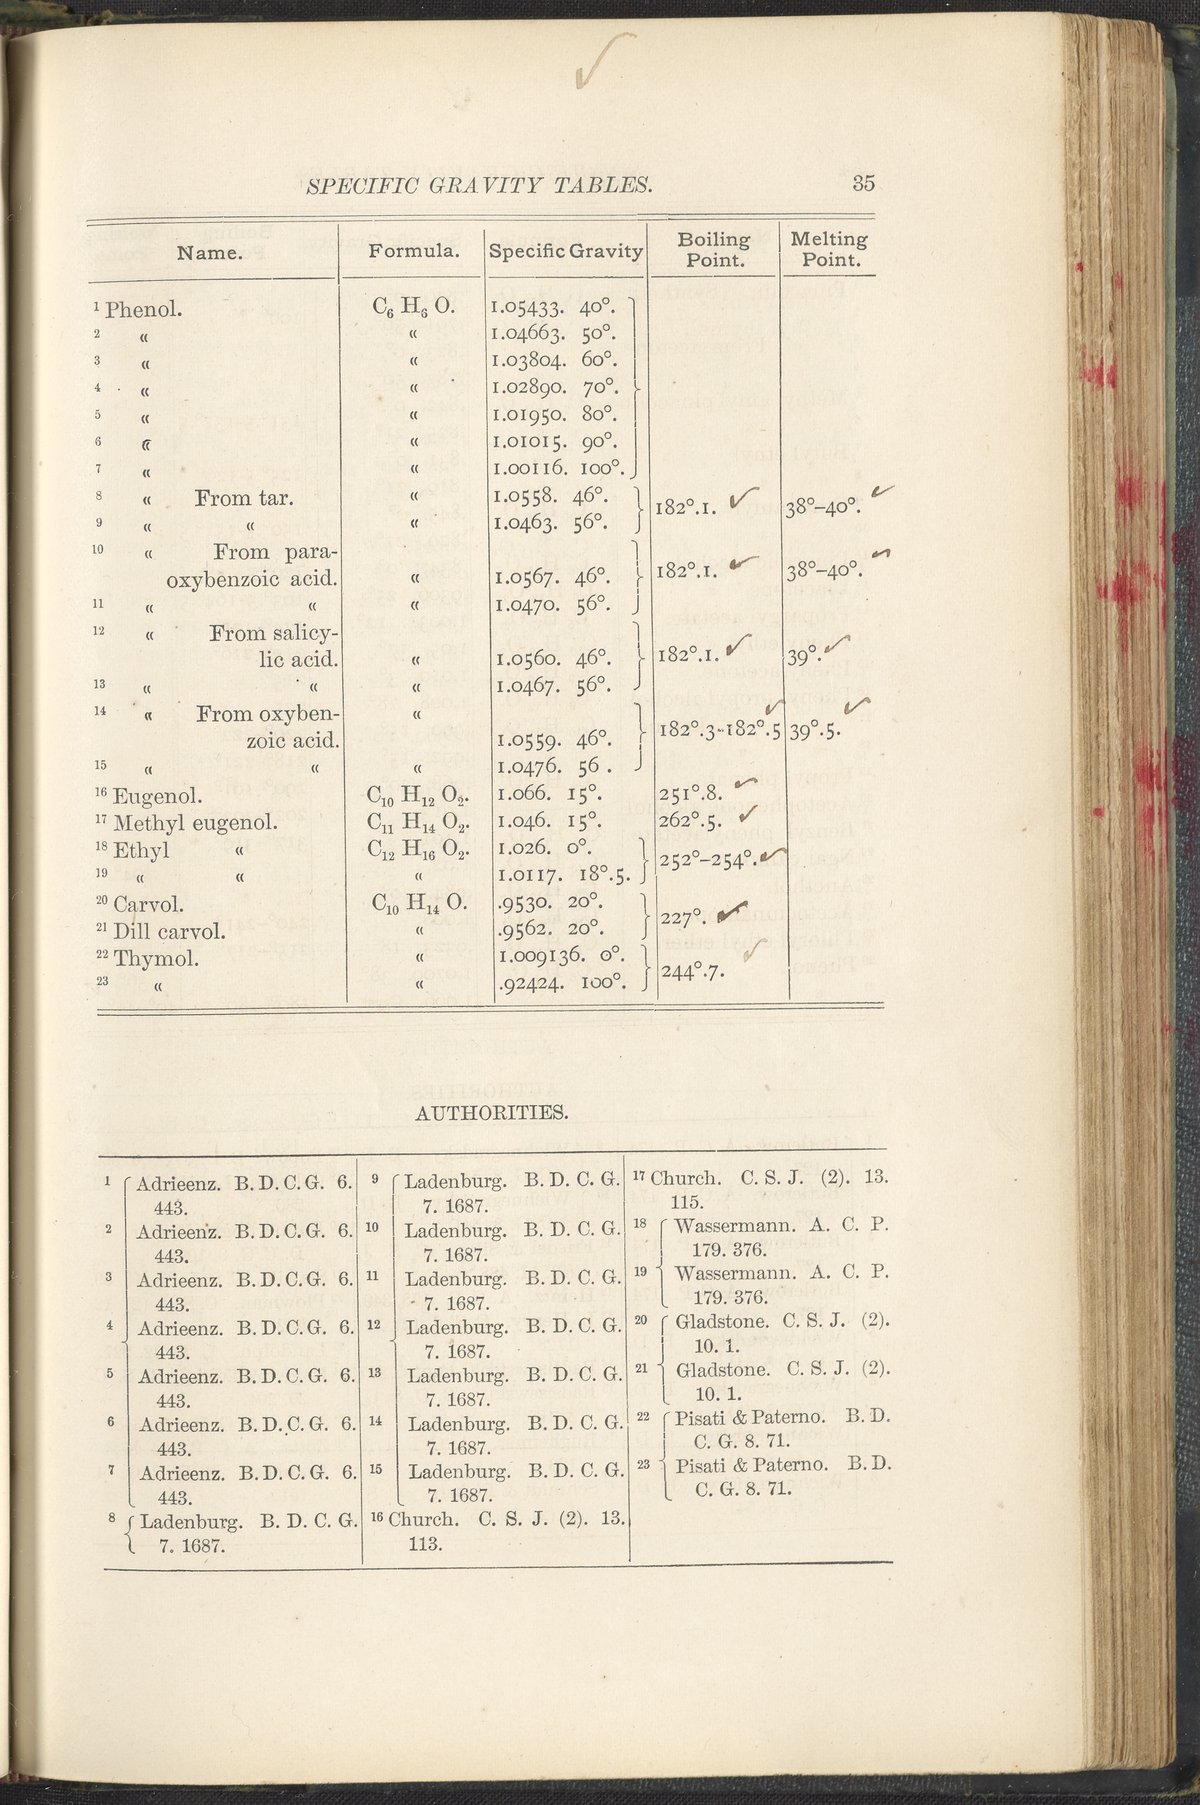 SPECIFIC GRAVITY TABLES. 35
Name. Formula. Specific Gravity Boiling Point. Melting Point.
1 Phenol. C6 H6 O. 1.05433. 40°.
2 « « 1.04663. 50°.
3 « « 1.03804. 60°.
4 « « 1.02890. 70°.
5 « « 1.01950. 80°.
6 « « 1.01015. 90°.
7 « « 1.00116. 100°.
8 « From tar. « 1.0558. 46°. 182°.1. 38°–40°.
9 « « « 1.0463. 56°.
10 « From para-
oxybenzoic acid. « 1.0567. 46°. 182°.1. 38°–40°.
11 « « « 1.0470. 56°.
12 « From salicy-
lic acid. « 1.0560. 46°. 182°.1. 39°.
13 « « « 1.0467. 56°.
14 « From oxyben- « 182°.3-182°.5 39°.5.
zoic acid. 1.0559. 46°.
15 « « « 1.0476. 56 .
16 Eugenol. C10 H12 O2. 1.066. 15°. 251°.8.
17 Methyl eugenol. C11 H14 O2. 1.046. 15°. 262°.5.
18 Ethyl « C12 H16 O2. 1.026. 0°. 252°–254°.
19 « « « 1.0117. 18°.5.
20 Carvol. C10 H14 O. .9530. 20°. 227°.
21 Dill carvol. « .9562. 20°.
22 Thymol. « 1.009136. 0°. 244°.7.
23 « « .92424. 100°.
AUTHORITIES.
1 Adrieenz. B. D. C. G. 6.
443.
2 Adrieenz. B. D. C. G. 6.
443.
3 Adrieenz. B. D. C. G. 6.
443.
4 Adrieenz. B. D. C. G. 6.
443.
5 Adrieenz. B. D. C. G. 6.
443.
6 Adrieenz. B. D. C. G. 6.
443.
7 Adrieenz. B. D. C. G. 6.
443.
8 Ladenburg. B. D. C. G.
7. 1687.
9 Ladenburg. B. D. C. G.
7. 1687.
10 Ladenburg. B. D. C. G.
7. 1687.
11 Ladenburg. B. D. C. G.
7. 1687.
12 Ladenburg. B. D. C. G.
7. 1687.
13 Ladenburg. B. D. C. G.
7. 1687.
14 Ladenburg. B. D. C. G.
7. 1687.
15 Ladenburg. B. D. C. G.
7. 1687.
16 Church. C. S. J. (2). 13.
113.
17 Church. C. S. J. (2). 13.
115.
18 Wassermann. A. C. P.
179. 376.
19 Wassermann. A. C. P.
179. 376.
20 Gladstone. C. S. J. (2).
10. 1.
21 Gladstone. C. S. J. (2).
10. 1.
22 Pisati & Paterno. B. D.
C. G. 8. 71.
23 Pisati & Paterno. B. D.
C. G. 8. 71.